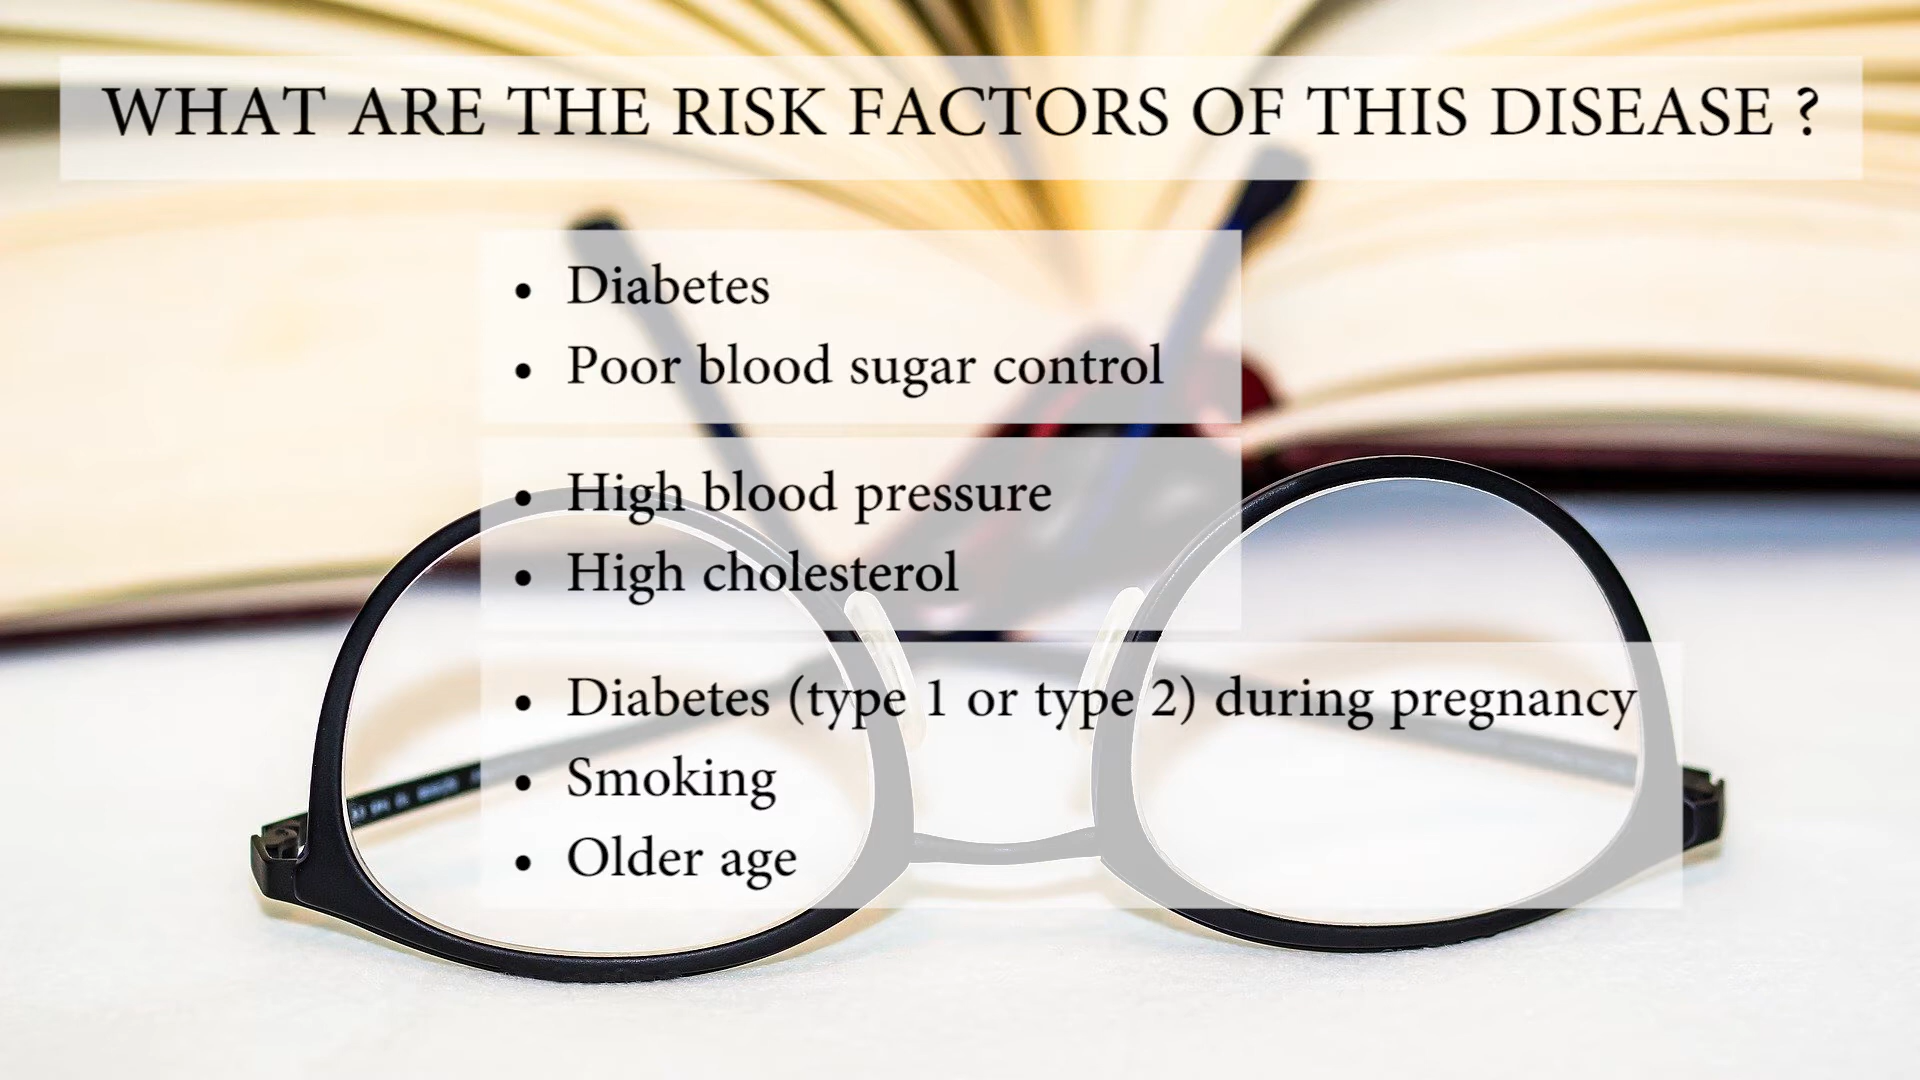 WHAT ARE THE RISK FACTORS OF THIS DISEASE ?
• Diabetes
• Poor blood sugar control
• High blood pressure
• High cholesterol
• Diabetes (type 1 or type 2) during pregnancy
• Smoking
• Older age